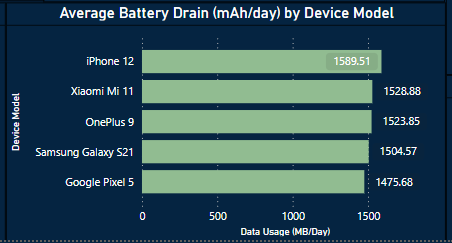 Average Battery Drain (mAh/day) by Device Model
Device Model
iPhone 12 1589.51
Xiaomi Mi 11 1528.88
OnePlus 9 1523.85
Samsung Galaxy S21 1504.57
Google Pixel 5 1475.68
0 500 1000 1500
Data Usage (MB/Day)